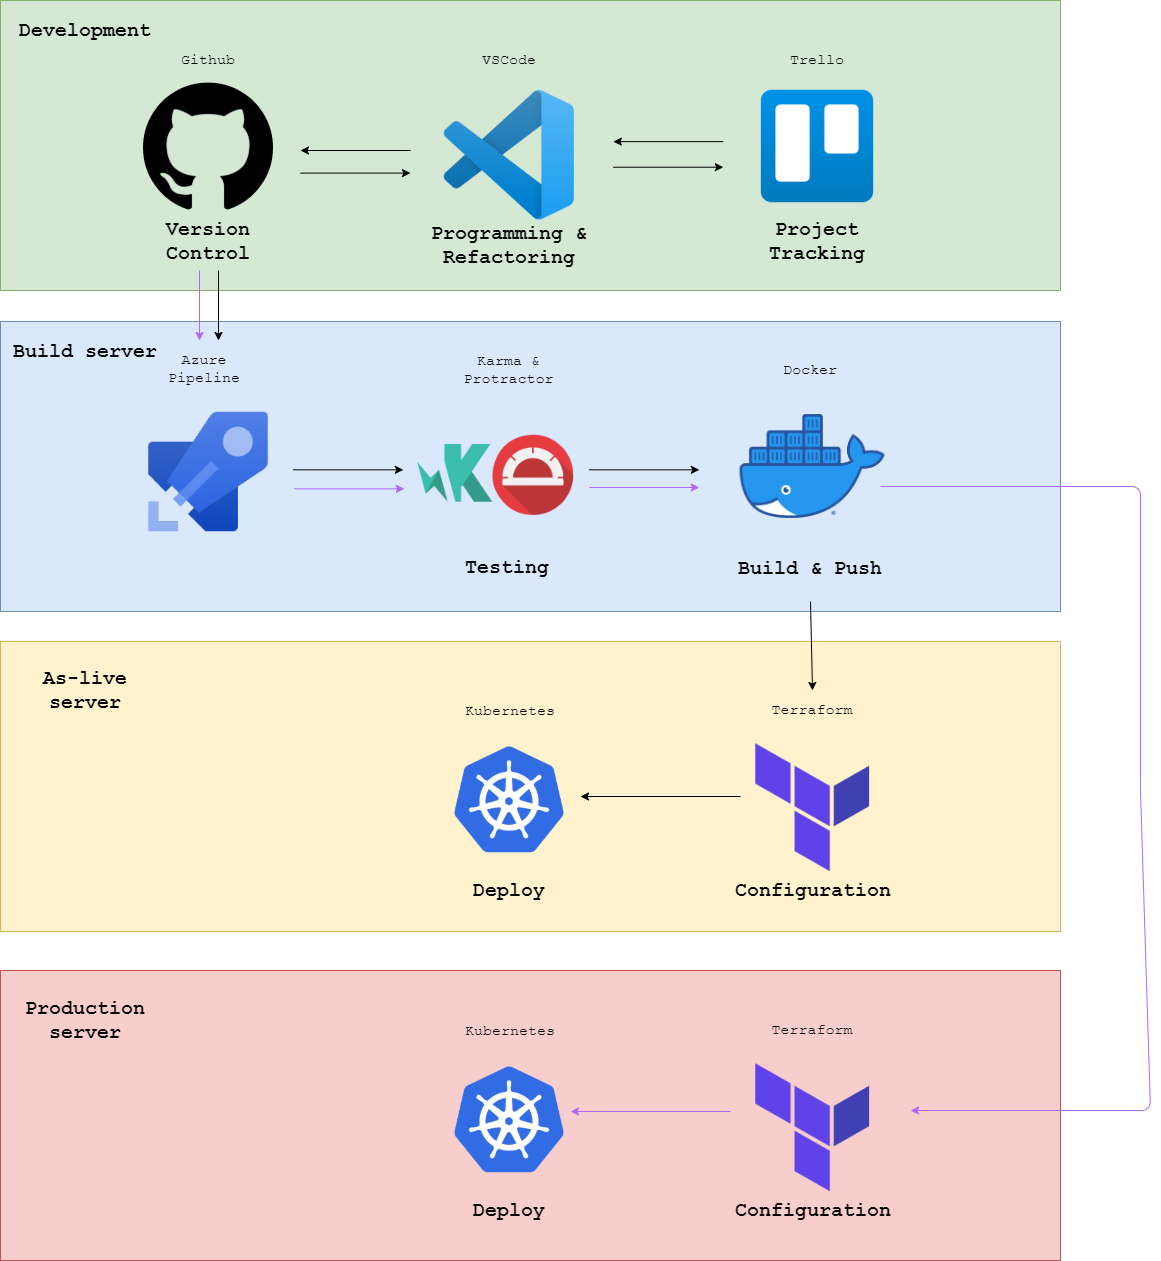 Development
Github
VSCode
Trello
Version
Control
Programming &
Refactoring
Project
Tracking
Build server
Azure
Pipeline
Karma &
Protractor
Docker
Testing
Build & Push
As-live
server
Kubernetes
Terraform
Deploy
Configuration
Production
server
Kubernetes
Terraform
Deploy
Configuration